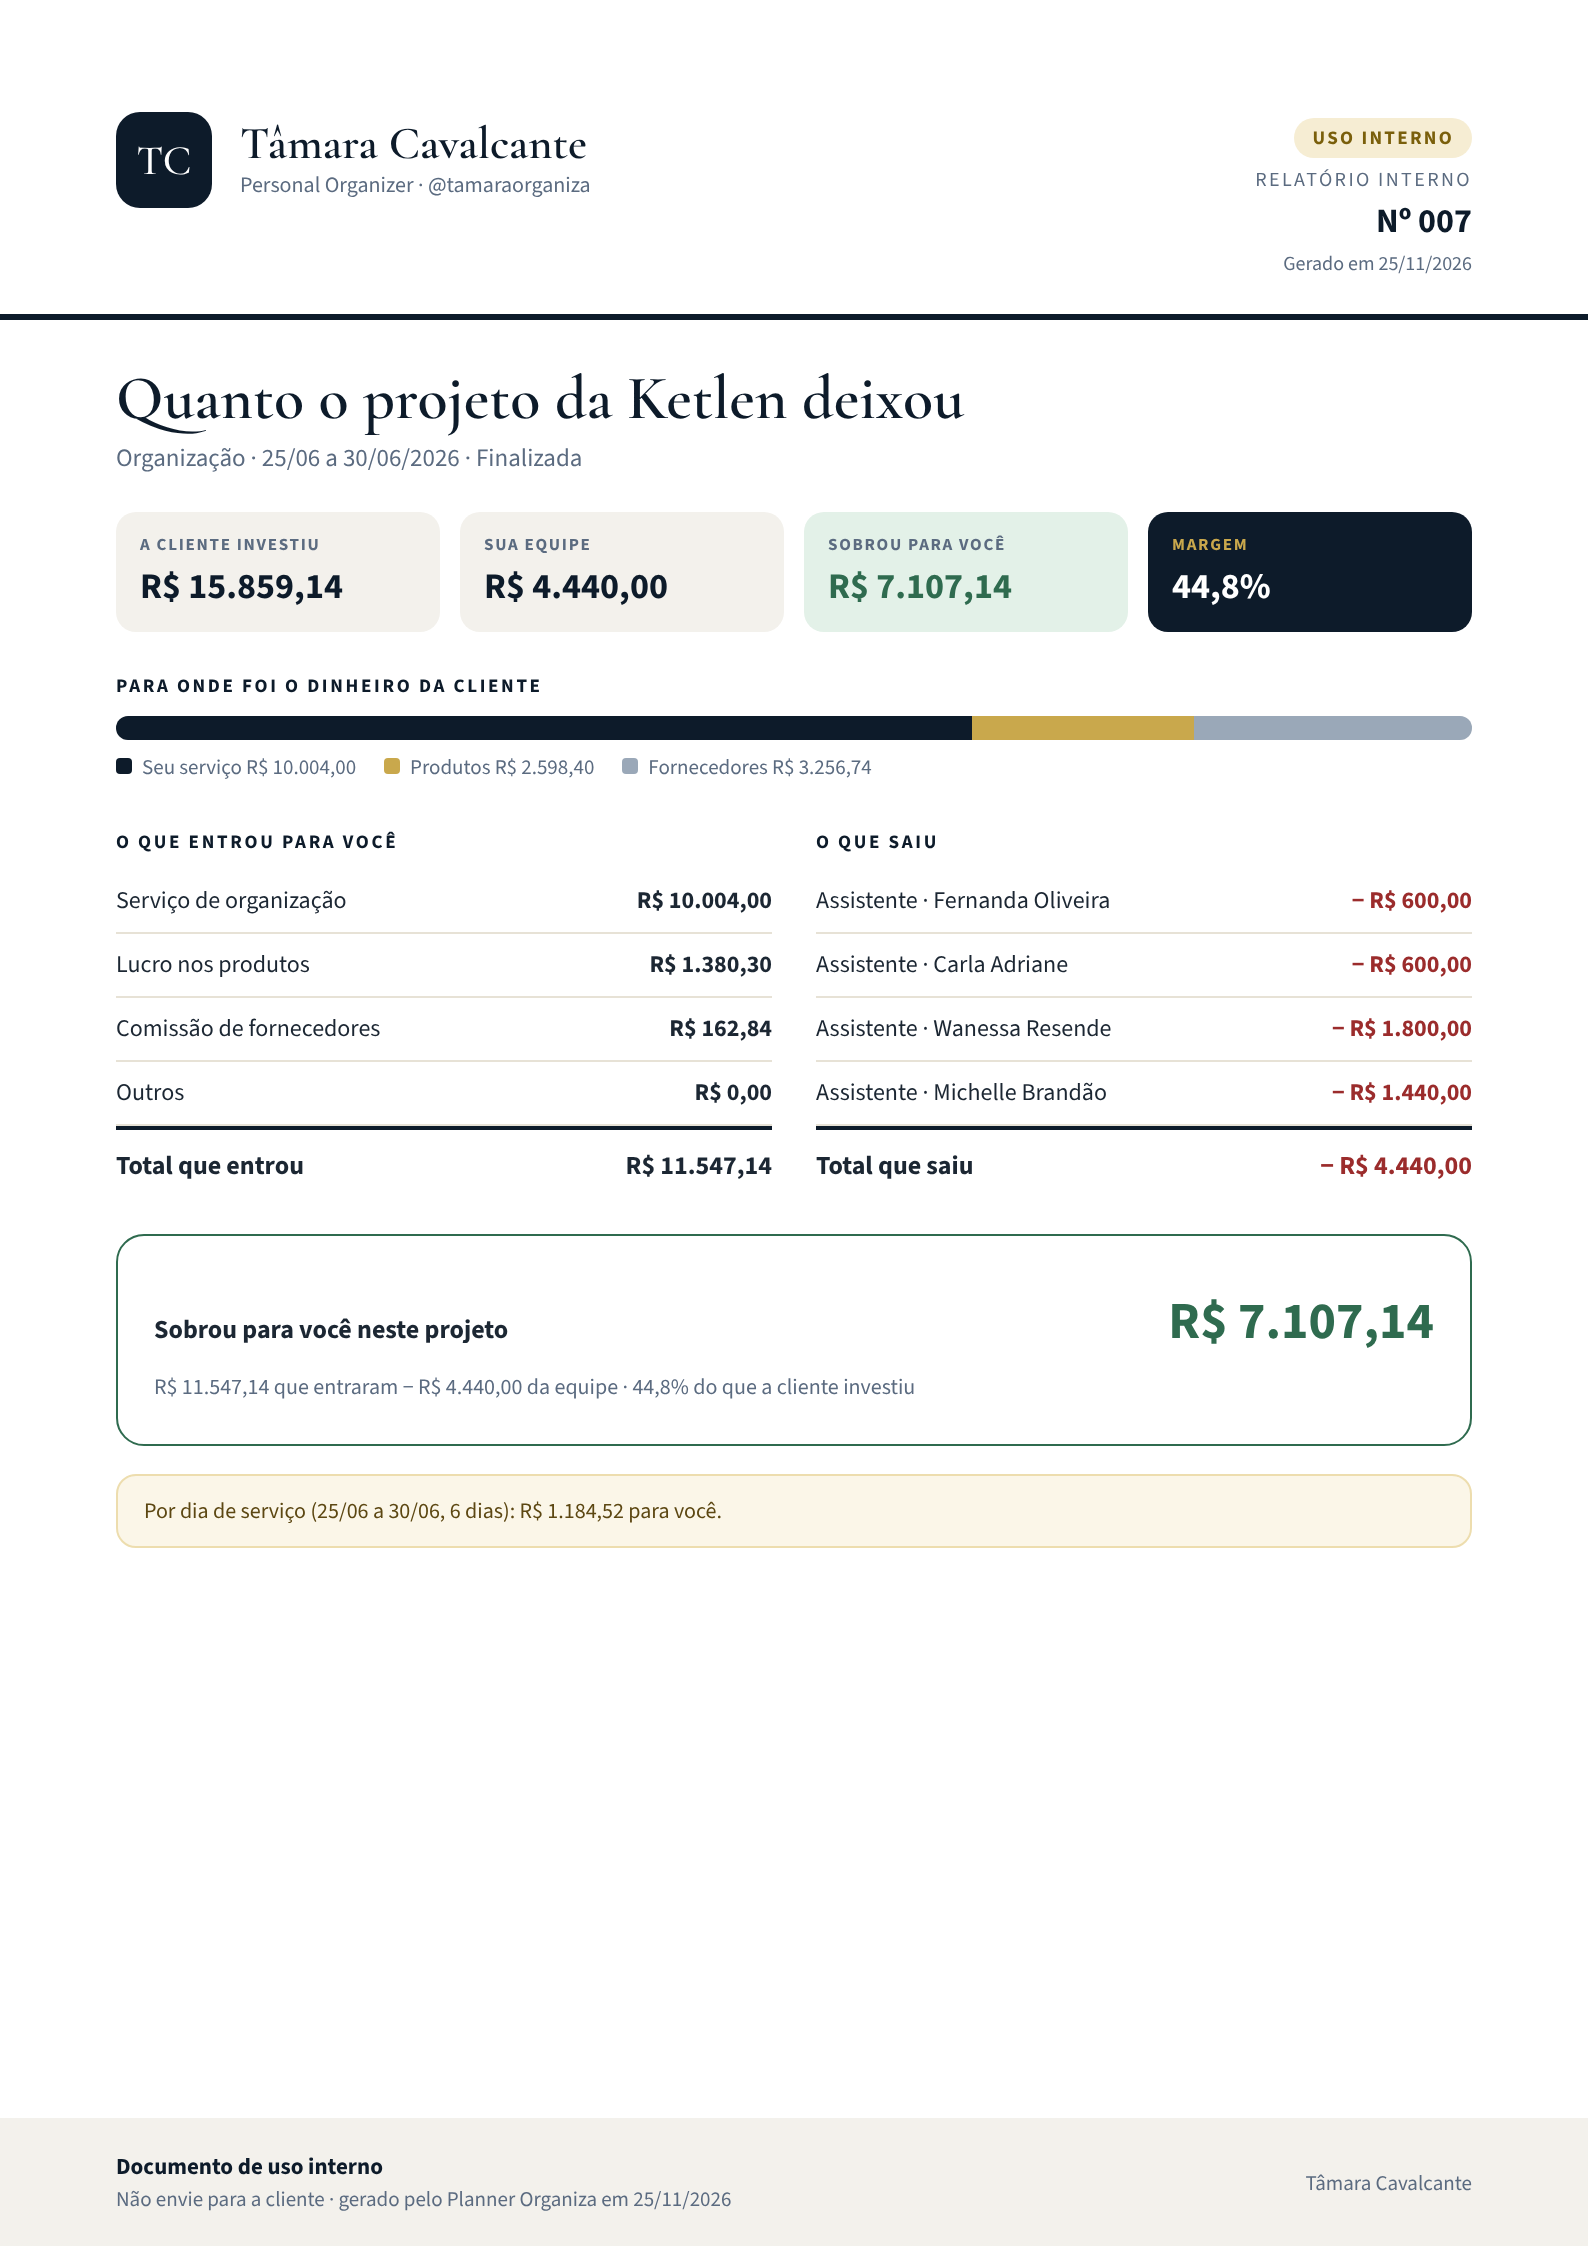 TC
Tâmara Cavalcante
Personal Organizer · @tamaraorganiza
USO INTERNO
RELATÓRIO INTERNO
Nº 007
Gerado em 25/11/2026
Quanto o projeto da Ketlen deixou
Organização · 25/06 a 30/06/2026 · Finalizada
A CLIENTE INVESTIU
R$ 15.859,14
SUA EQUIPE
R$ 4.440,00
SOBROU PARA VOCÊ
R$ 7.107,14
MARGEM
44,8%
PARA ONDE FOI O DINHEIRO DA CLIENTE
Seu serviço R$ 10.004,00 Produtos R$ 2.598,40 Fornecedores R$ 3.256,74
O QUE ENTROU PARA VOCÊ
Serviço de organização R$ 10.004,00
Lucro nos produtos R$ 1.380,30
Comissão de fornecedores R$ 162,84
Outros R$ 0,00
Total que entrou R$ 11.547,14
O QUE SAIU
Assistente · Fernanda Oliveira − R$ 600,00
Assistente · Carla Adriane − R$ 600,00
Assistente · Wanessa Resende − R$ 1.800,00
Assistente · Michelle Brandão − R$ 1.440,00
Total que saiu − R$ 4.440,00
Sobrou para você neste projeto R$ 7.107,14
R$ 11.547,14 que entraram − R$ 4.440,00 da equipe · 44,8% do que a cliente investiu
Por dia de serviço (25/06 a 30/06, 6 dias): R$ 1.184,52 para você.
Documento de uso interno
Não envie para a cliente · gerado pelo Planner Organiza em 25/11/2026
Tâmara Cavalcante